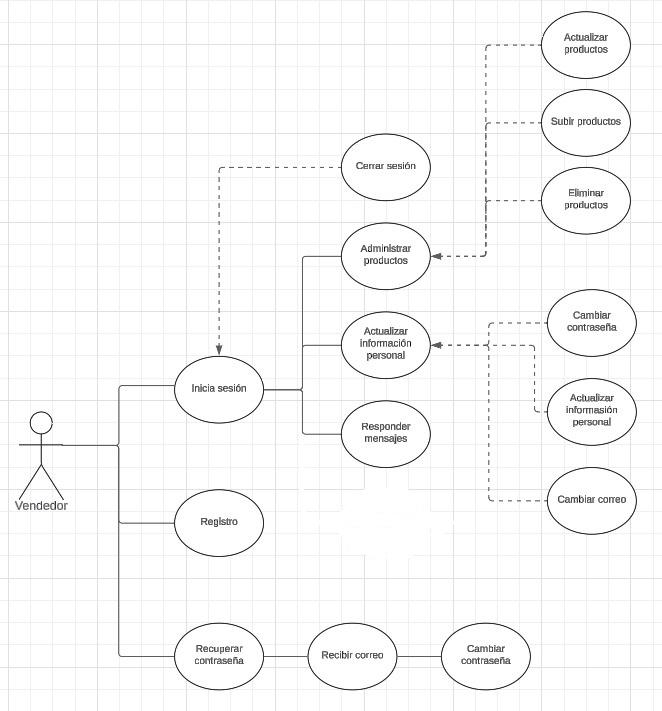 Actualizar
productos
Subir productos
Eliminar
productos
Cerrar sesión
Administrar
productos
Actualizar
información
personal
Responder
mensajes
Cambiar
contraseña
Actualizar
informasión
personal
Cambiar correo
Inicia sesión
Vendedor
Registro
Recuperar
contraseña
Recibir correo
Cambiar
contraseña